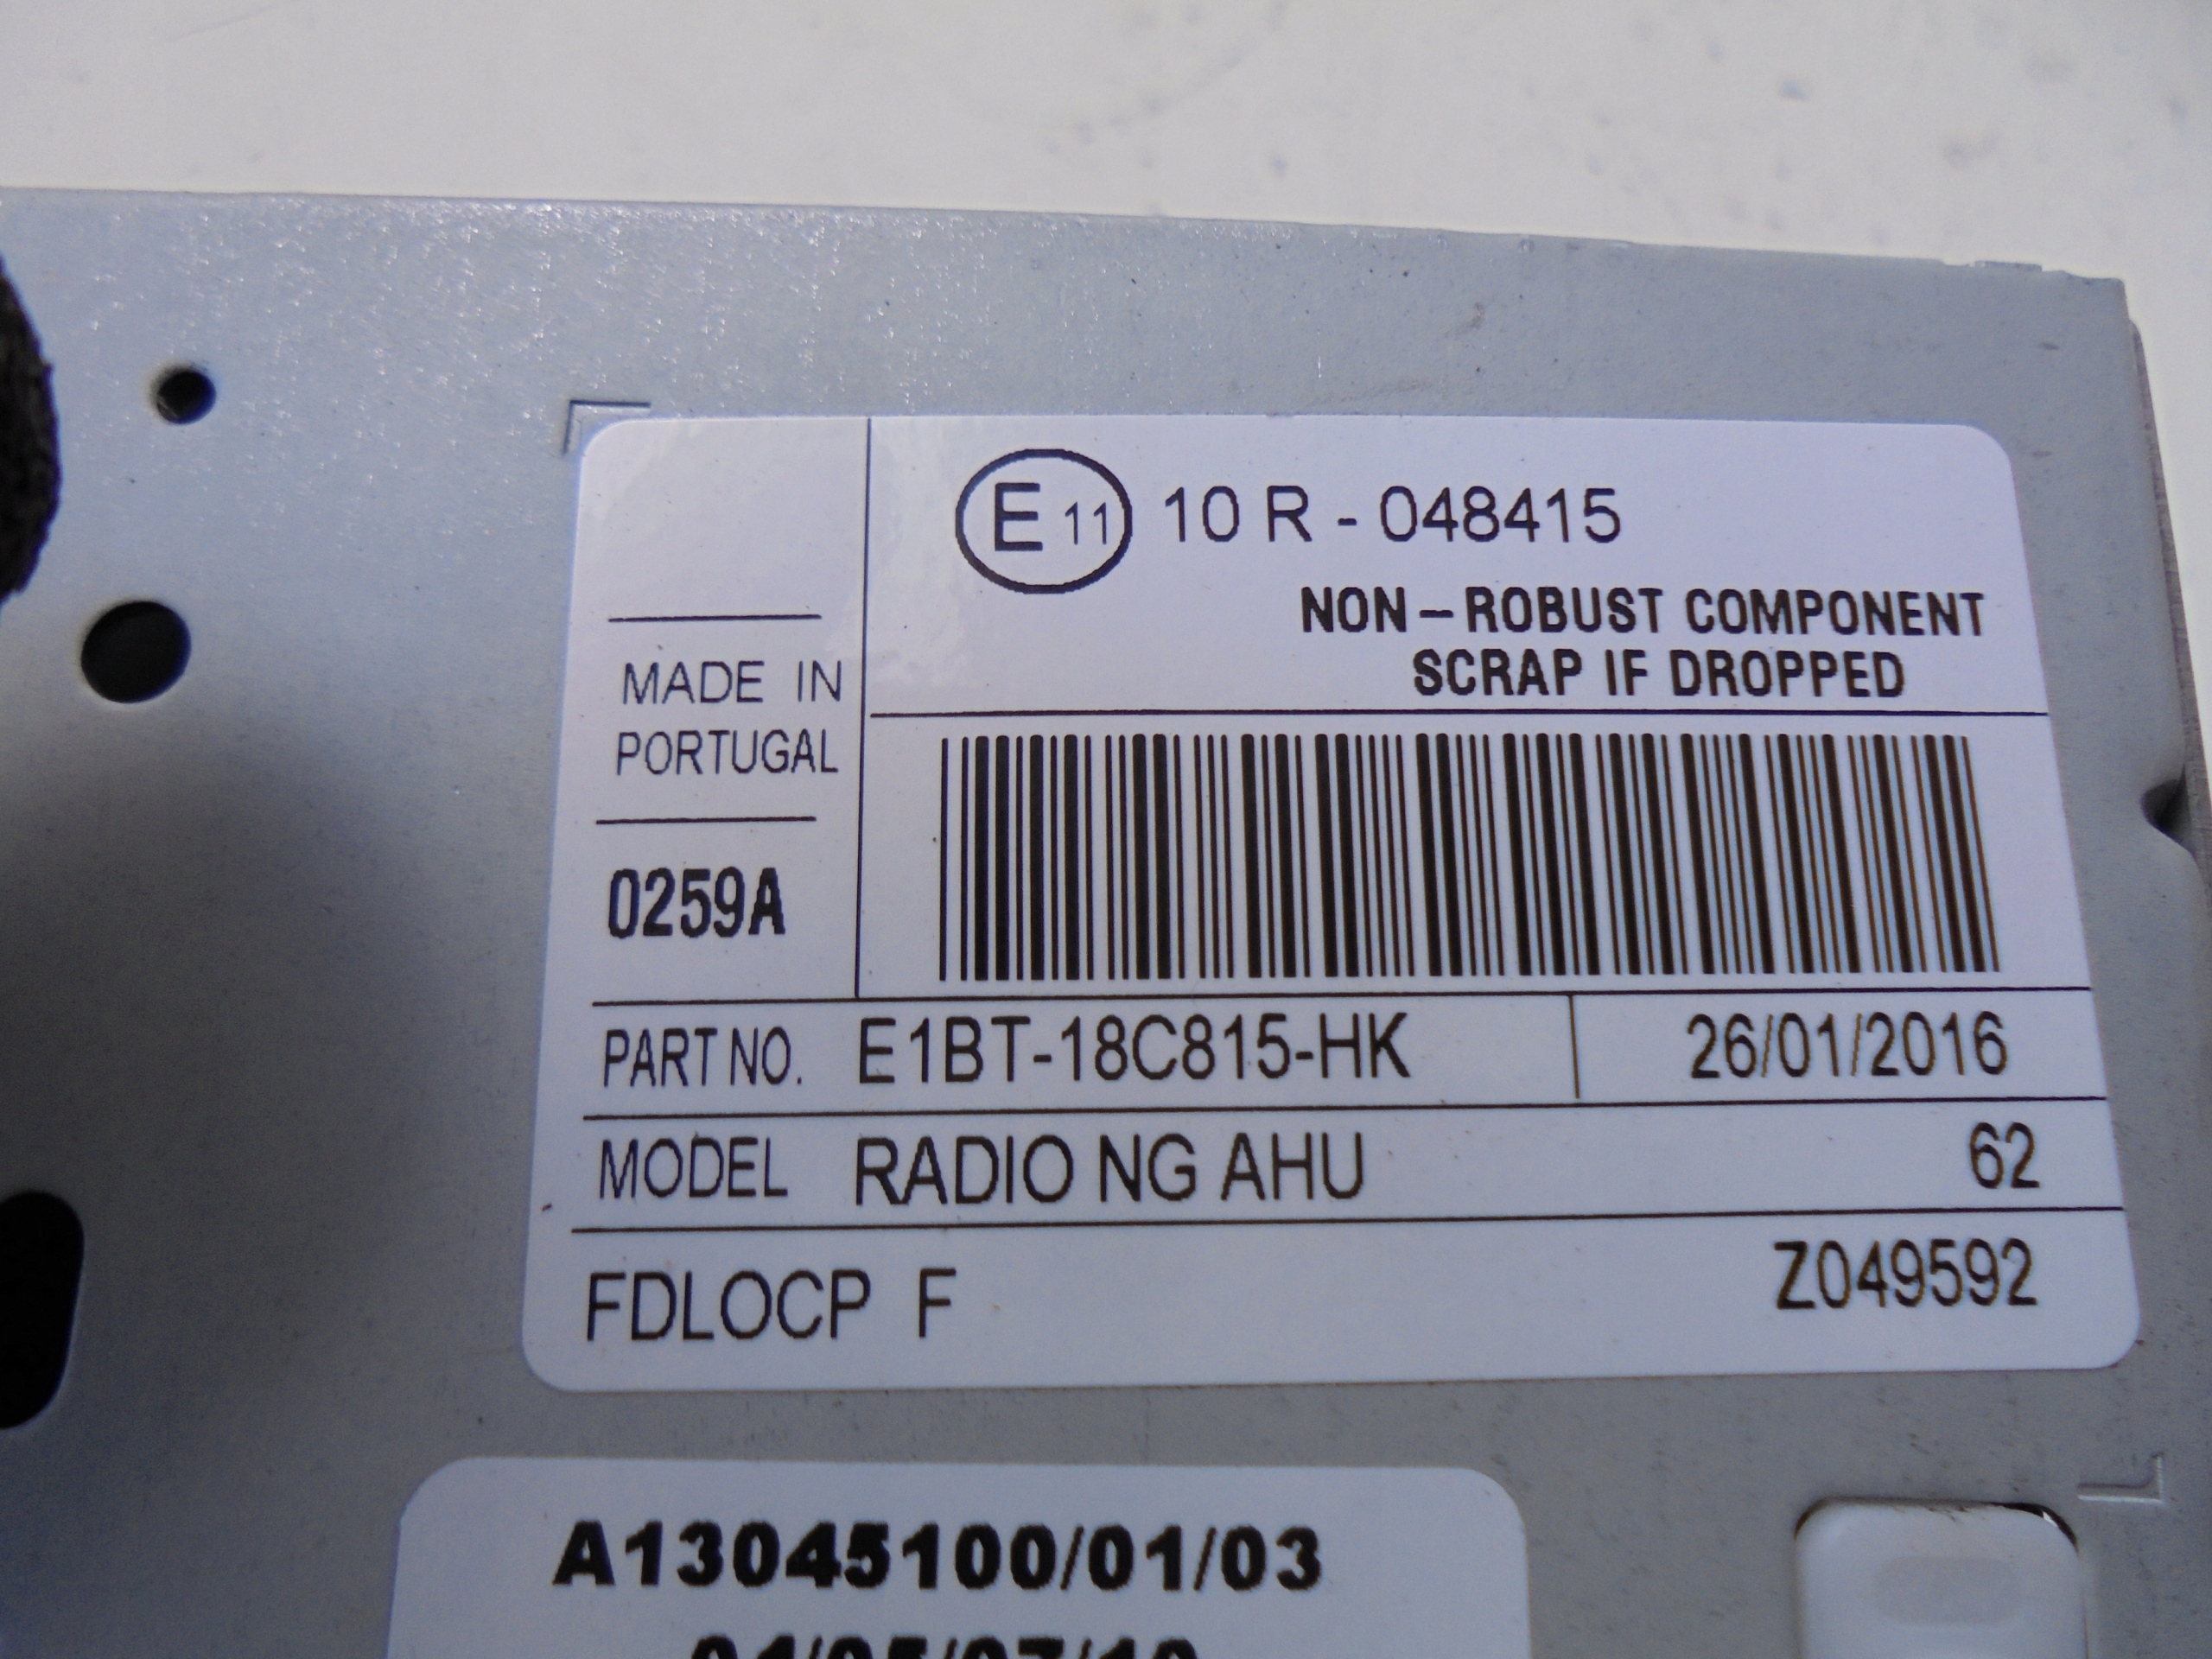 E 11 10 R - 048415
NON-ROBUST COMPONENT
SCRAP IF DROPPED
MADE IN
PORTUGAL
0259A
PART NO. E1BT-18C815-HK 26/01/2016
MODEL RADIO NG AHU 62
FDLOCP F Z049592
A13045100/01/03